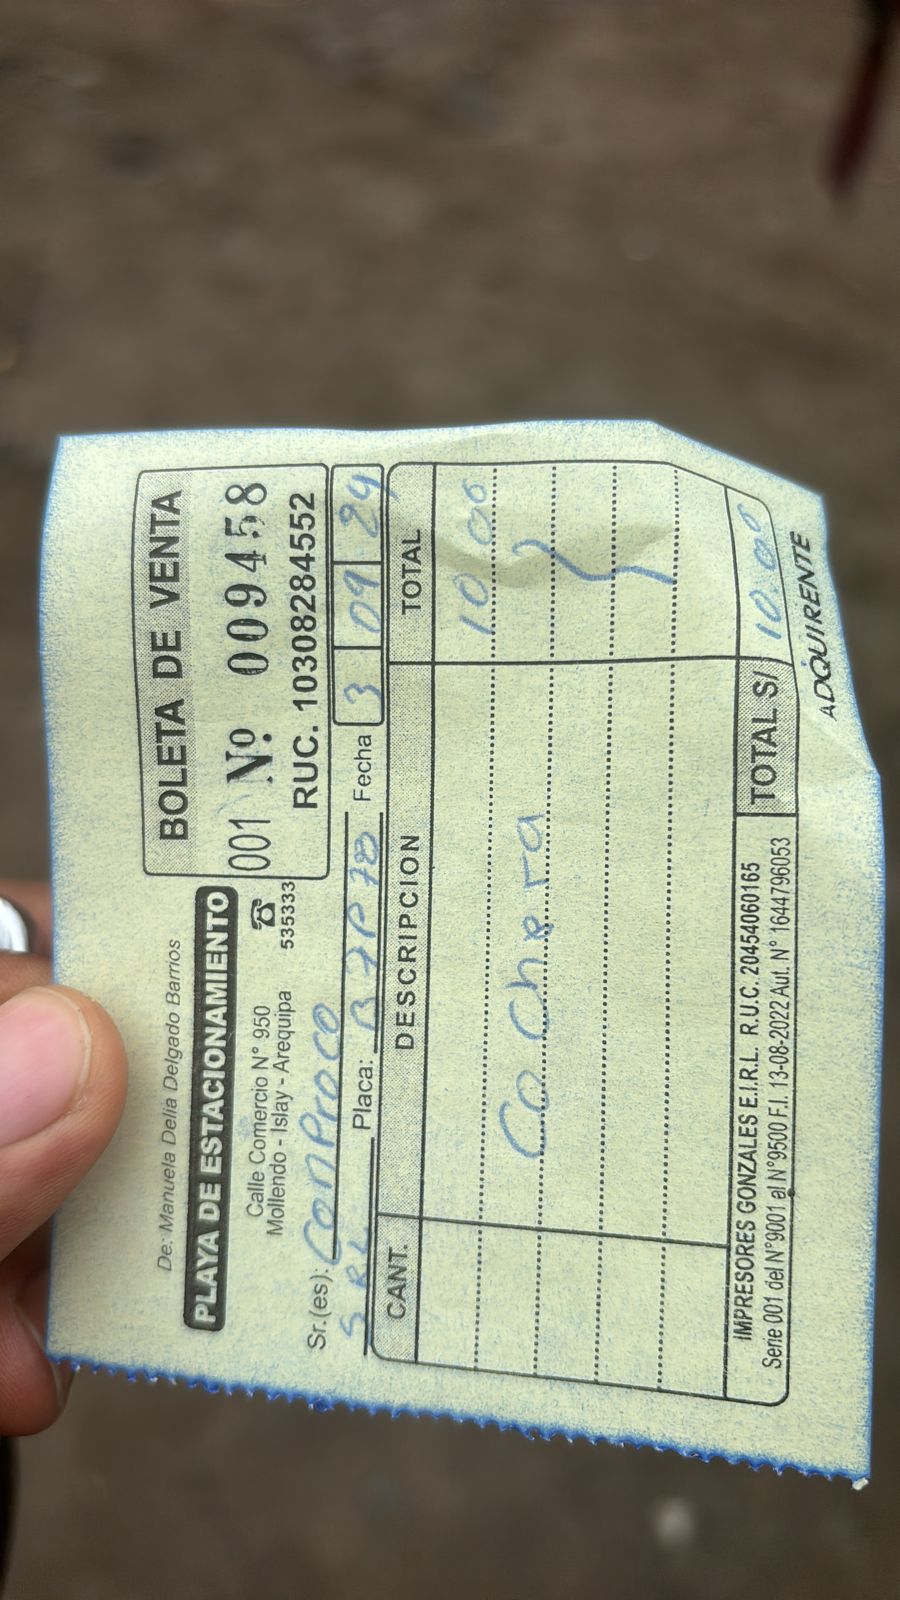 De: Manuela Delia Delgado Barrios
PLAYA DE ESTACIONAMIENTO
Calle Comercio N° 950
Mollendo - Islay - Arequipa
☎ 535333
BOLETA DE VENTA
001 Nº 009458
RUC. 10308284552
Sr.(es): ConProco
S R L Placa: Fecha 3 09 24
CANT. DESCRIPCION TOTAL
10 00
Cochera
IMPRESORES GONZALES E.I.R.L. R.U.C. 20454060165
Serie 001 del N°9001 al N°9500 F.I. 13-08-2022 Aut. N° 1644796053
TOTAL S/ 10.00
ADQUIRENTE